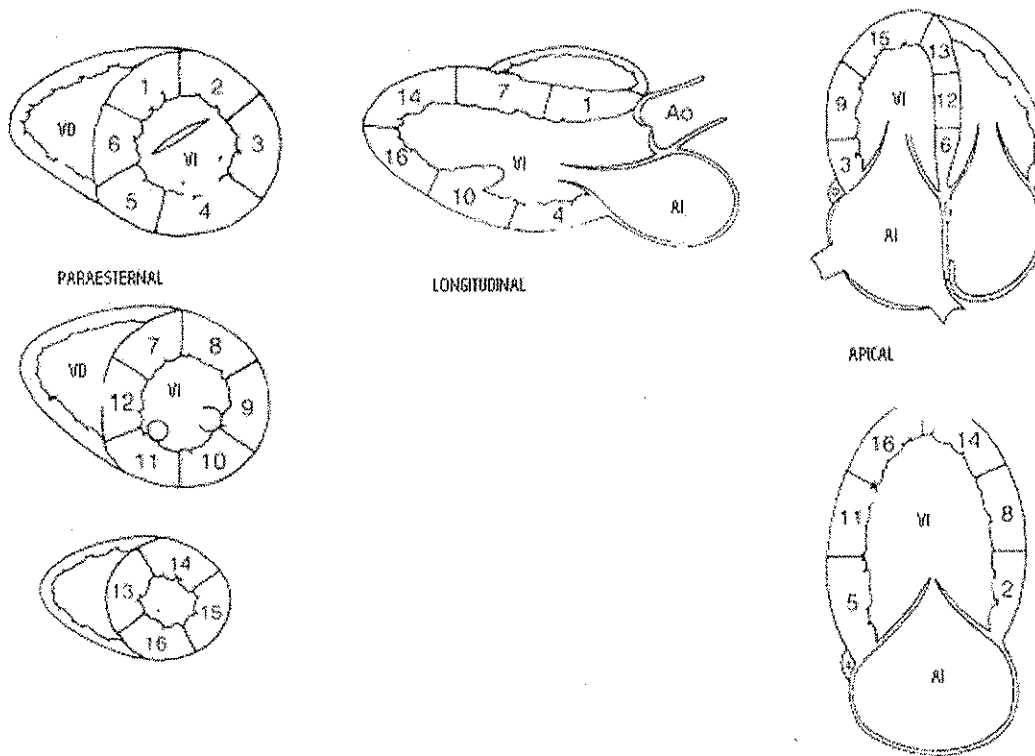 1 2
VD 6 VI 3
5 4
PARAESTERNAL
7 8
VD VI
12 9
11 10
14
13 15
16
14 7 1
Ao
16 VI
10 4 AI
LONGITUDINAL
15 13
9 VI 12
3 6
AI
APICAL
16 14
11 VI 8
5 2
AI